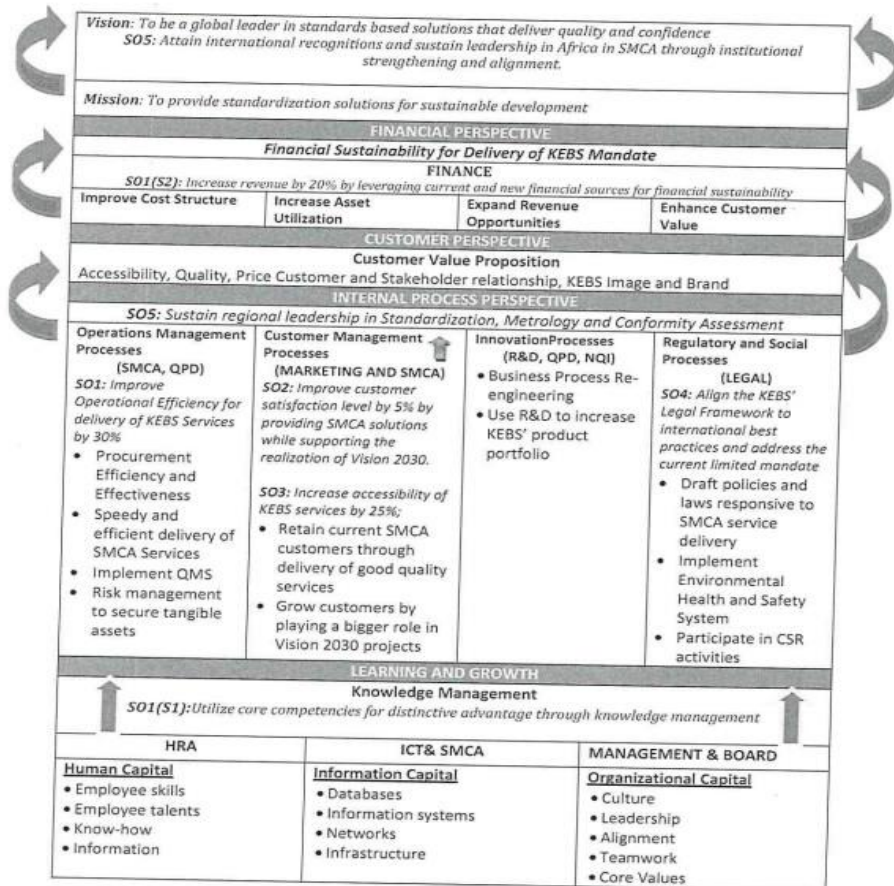 Vision: To be a global leader in standards based solutions that deliver quality and confidence
SO5: Attain international recognitions and sustain leadership in Africa in SMCA through institutional
strengthening and alignment.
Mission: To provide standardization solutions for sustainable development
FINANCIAL PERSPECTIVE
Financial Sustainability for Delivery of KEBS Mandate
FINANCE
SO1(S2): Increase revenue by 20% by leveraging current and new financial sources for financial sustainability
Improve Cost Structure
Increase Asset
Utilization
Expand Revenue
Opportunities
Enhance Customer
Value
CUSTOMER PERSPECTIVE
Customer Value Proposition
Accessibility, Quality, Price Customer and Stakeholder relationship, KEBS Image and Brand
INTERNAL PROCESS PERSPECTIVE
SO5: Sustain regional leadership in Standardization, Metrology and Conformity Assessment
Operations Management
Processes
(SMCA, QPD)
SO1: Improve
Operational Efficiency for
delivery of KEBS Services
by 30%
• Procurement
Efficiency and
Effectiveness
• Speedy and
efficient delivery of
SMCA Services
• Implement QMS
• Risk management
to secure tangible
assets
Customer Management
Processes
(MARKETING AND SMCA)
SO2: Improve customer
satisfaction level by 5% by
providing SMCA solutions
while supporting the
realization of Vision 2030.
SO3: Increase accessibility of
KEBS services by 25%;
• Retain current SMCA
customers through
delivery of good quality
services
• Grow customers by
playing a bigger role in
Vision 2030 projects
InnovationProcesses
(R&D, QPD, NQI)
• Business Process Re-
engineering
• Use R&D to increase
KEBS' product
portfolio
Regulatory and Social
Processes
(LEGAL)
SO4: Align the KEBS'
Legal Framework to
international best
practices and address the
current limited mandate
• Draft policies and
laws responsive to
SMCA service
delivery
• Implement
Environmental
Health and Safety
System
• Participate in CSR
activities
LEARNING AND GROWTH
Knowledge Management
SO1(S1):Utilize core competencies for distinctive advantage through knowledge management
HRA
Human Capital
• Employee skills
• Employee talents
• Know-how
• Information
ICT& SMCA
Information Capital
• Databases
• Information systems
• Networks
• Infrastructure
MANAGEMENT & BOARD
Organizational Capital
• Culture
• Leadership
• Alignment
• Teamwork
• Core Values